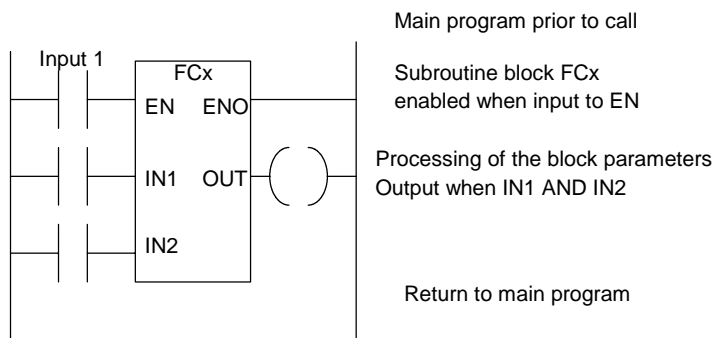 Main program prior to call
Input 1
FCx
Subroutine block FCx
enabled when input to EN
EN ENO
Processing of the block parameters
Output when IN1 AND IN2
IN1 OUT
IN2
Return to main program